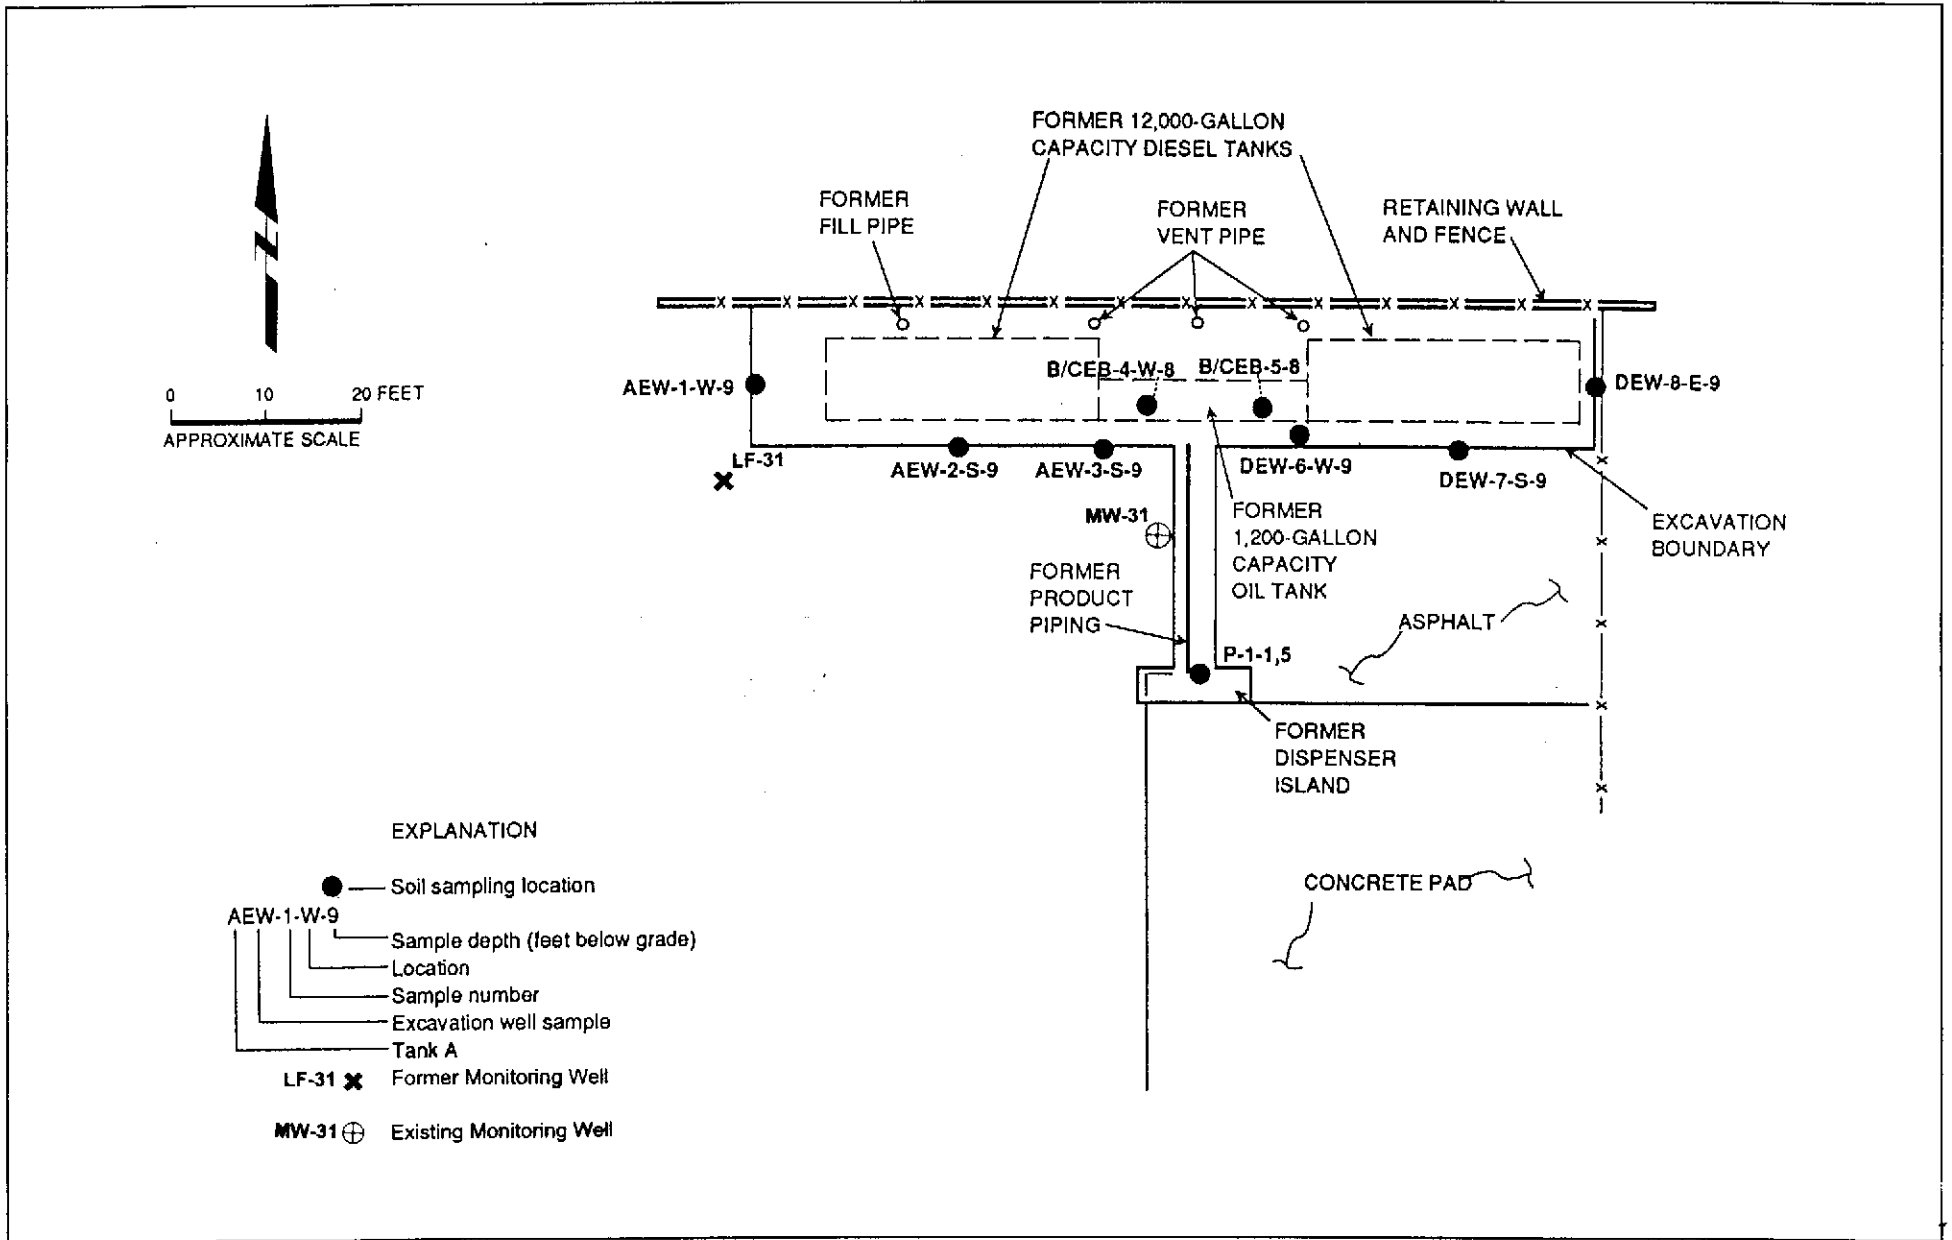 FORMER 12,000-GALLON
CAPACITY DIESEL TANKS
FORMER
FILL PIPE
FORMER
VENT PIPE
RETAINING WALL
AND FENCE
N
0 10 20 FEET
APPROXIMATE SCALE
AEW-1-W-9
B/CEB-4-W-8
B/CEB-5-8
DEW-8-E-9
LF-31
AEW-2-S-9
AEW-3-S-9
DEW-6-W-9
DEW-7-S-9
MW-31
FORMER
1,200-GALLON
CAPACITY
OIL TANK
EXCAVATION
BOUNDARY
FORMER
PRODUCT
PIPING
ASPHALT
P-1-1,5
FORMER
DISPENSER
ISLAND
CONCRETE PAD
EXPLANATION
Soil sampling location
AEW-1-W-9
Sample depth (feet below grade)
Location
Sample number
Excavation well sample
Tank A
LF-31 Former Monitoring Well
MW-31 Existing Monitoring Well